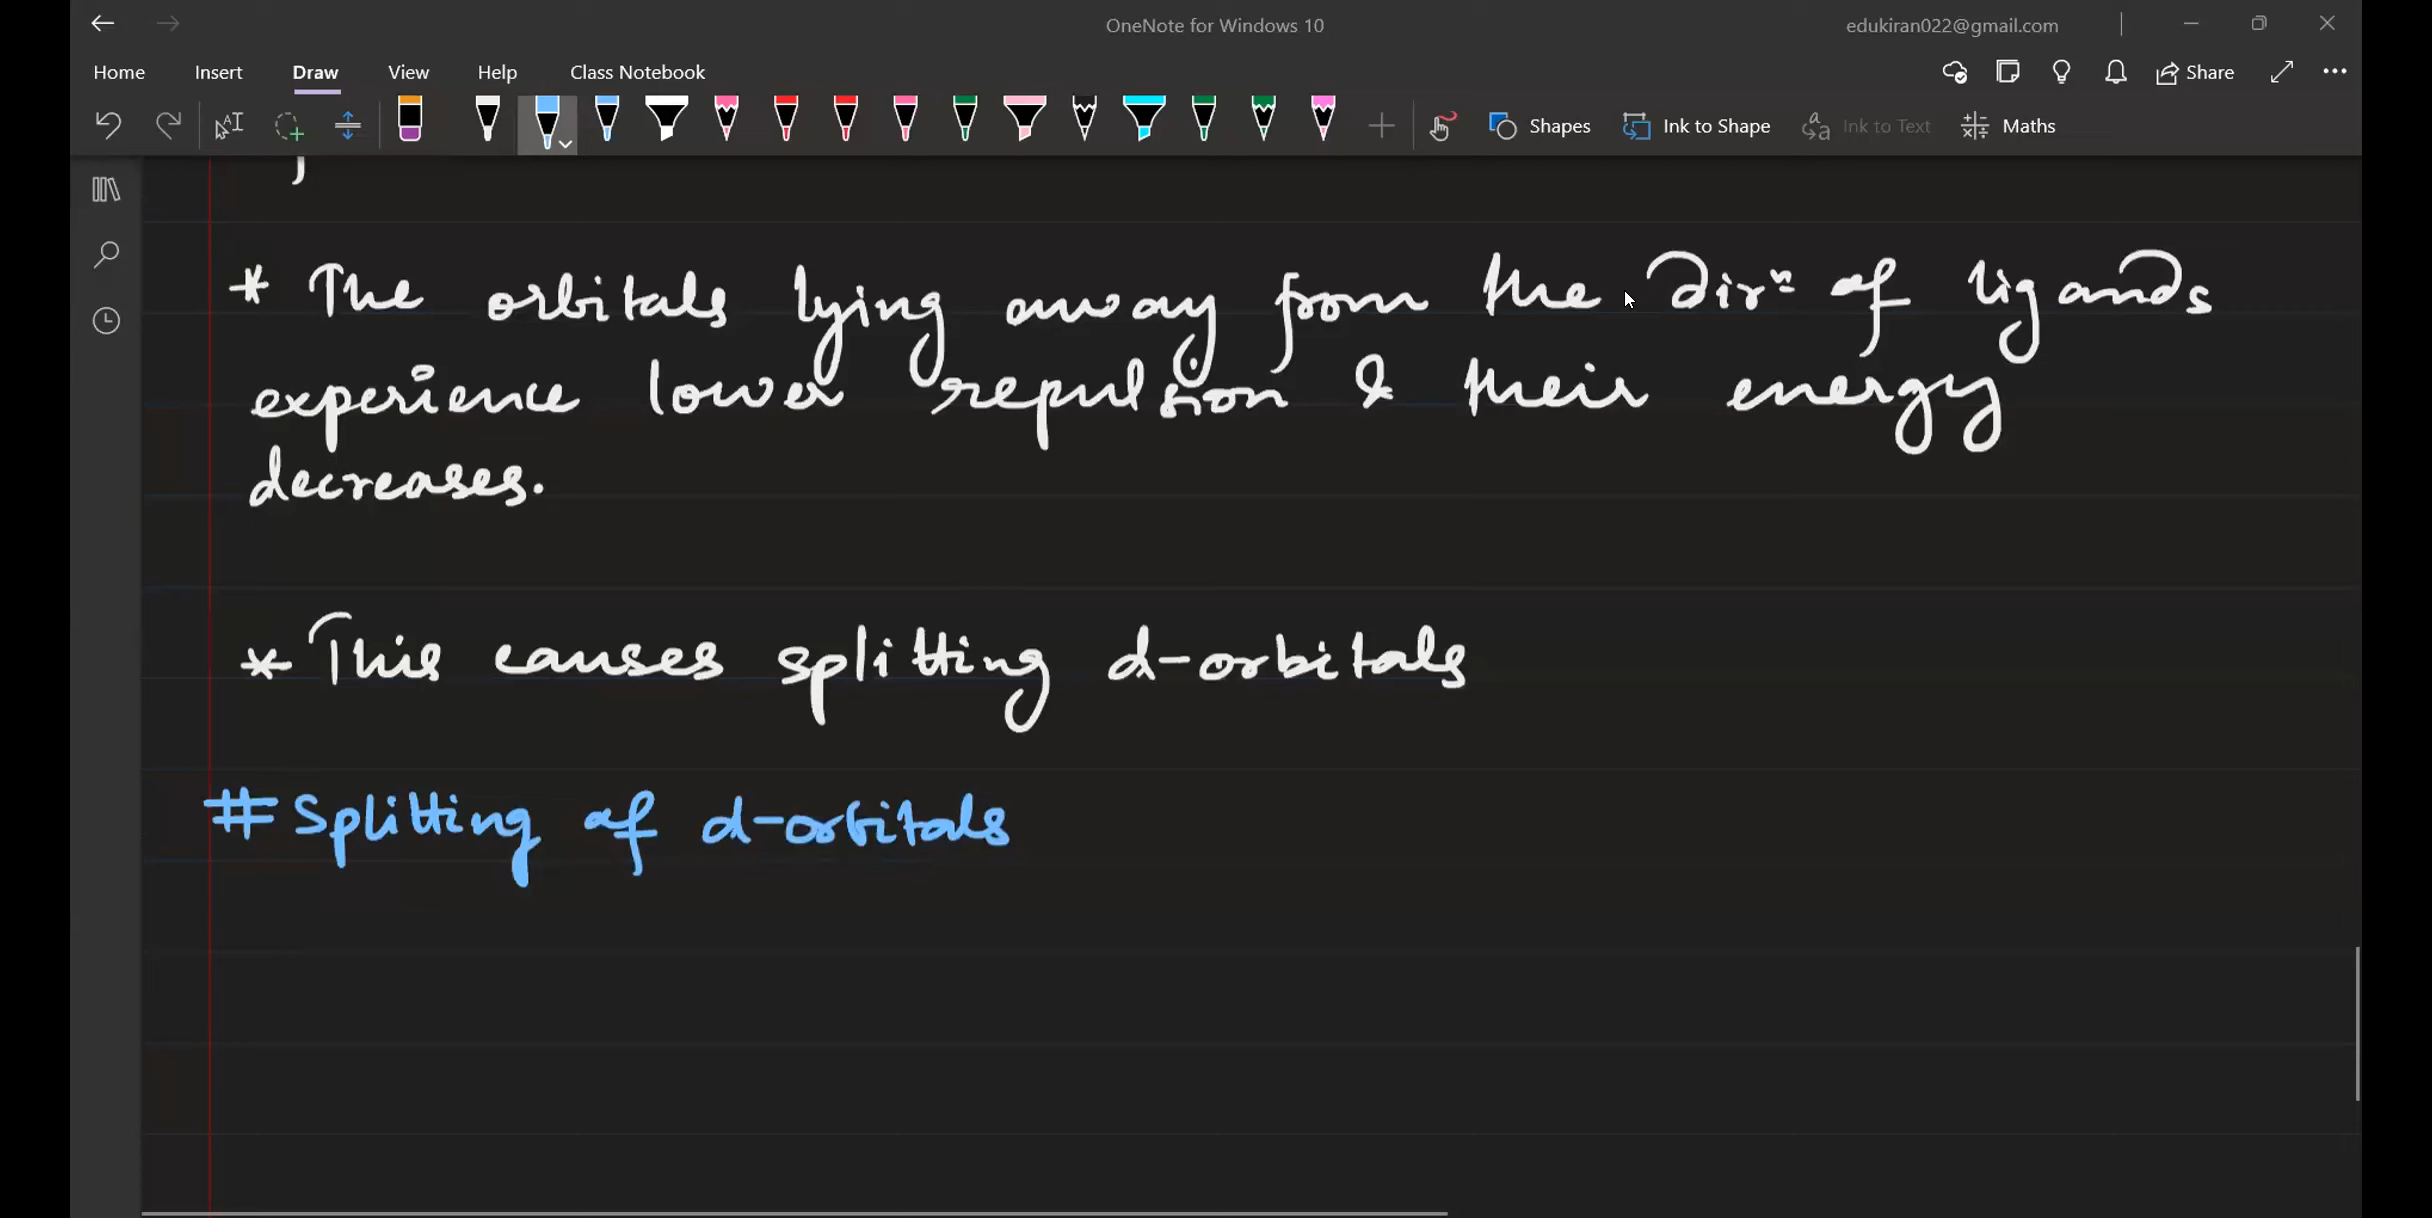 OneNote for Windows 10
edukiran022@gmail.com
Home Insert Draw View Help Class Notebook
Share
Shapes Ink to Shape Ink to Text Maths
* The orbitals lying away from the dirⁿ of ligands
experience lower repulsion & their energy
decreases.
* This causes splitting d-orbitals
# Splitting of d-orbitals